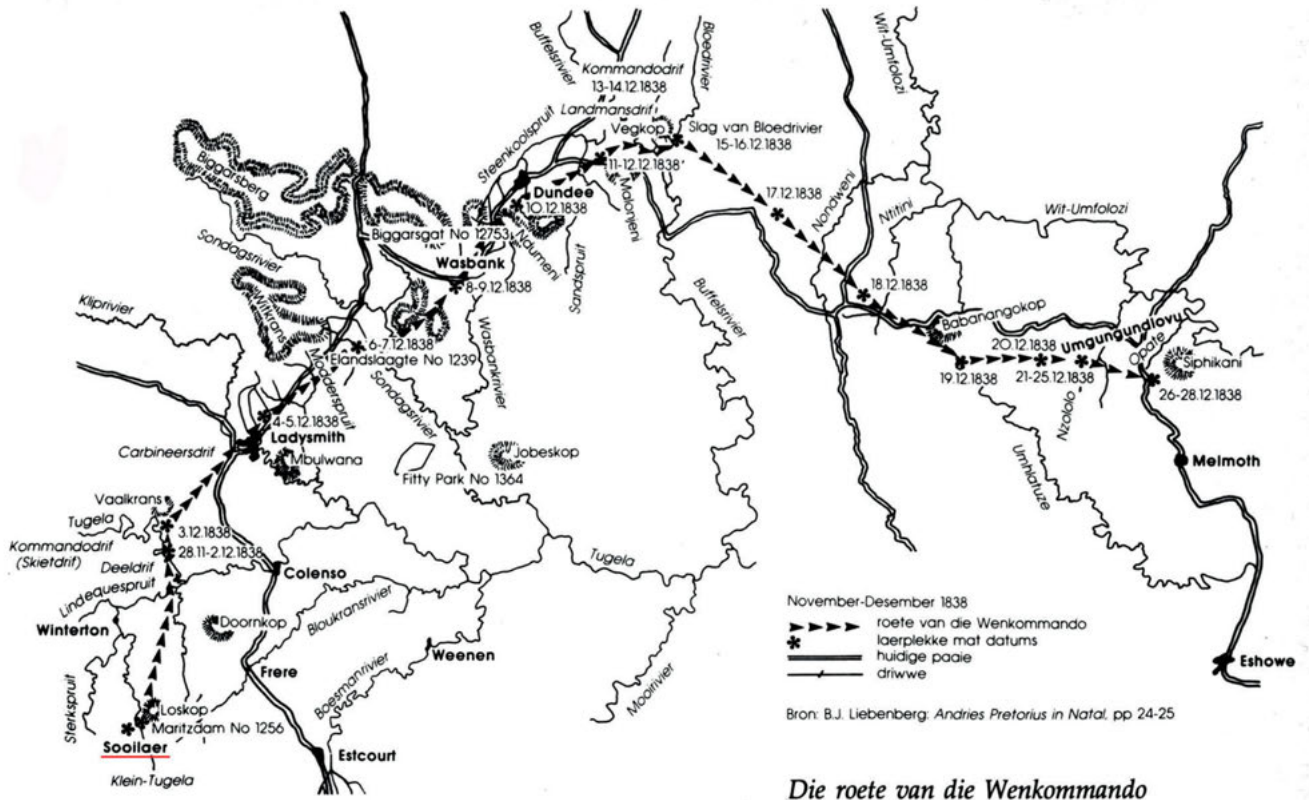 Buffelsrivier
Bloedrivier
Wit-Umfolozi
Kommandodrif
13-14.12.1838
Landmansdrif
Vegkop
Slag van Bloedrivier
15-16.12.1838
Steenkoolspruit
11-12.12.1838
Biggarsberg
Dundee
10.12.1838
Malonjeni
17.12.1838
Nondweni
Ntitini
Wit-Umfolozi
Biggarsgat No 12753
Ndumeni
Sandspruit
Sondagsrivier
Wasbank
8-9.12.1838
Buffelsrivier
18.12.1838
Kliprivier
Witkrans
Babanangokop
6-7.12.1838
Elandslaagte No 1239
Wasbankrivier
20.12.1838
Umgungundlovu
Opate
Siphikani
Modderspruit
Sondagsrivier
19.12.1838
21-25.12.1838
26-28.12.1838
Nzololo
4-5.12.1838
Ladysmith
Carbineersdrif
Mbulwana
Jobeskop
Fitty Park No 1364
Umhlatuze
Melmoth
Vaalkrans
Tugela
3.12.1838
Kommandodrif
(Skietdrif)
28.11-2.12.1838
Deeldrif
Lindequespruit
Colenso
Tugela
Winterton
Doornkop
Bloukransrivier
Weenen
Frere
Boesmanrivier
Mooirivier
Sterkspruit
Loskop
Maritzdam No 1256
Sooilaer
Klein-Tugela
Estcourt
Eshowe
November-Desember 1838
roete van die Wenkommando
laerplekke mat datums
huidige paaie
driwwe
Bron: B.J. Liebenberg: Andries Pretorius in Natal, pp 24-25
Die roete van die Wenkommando